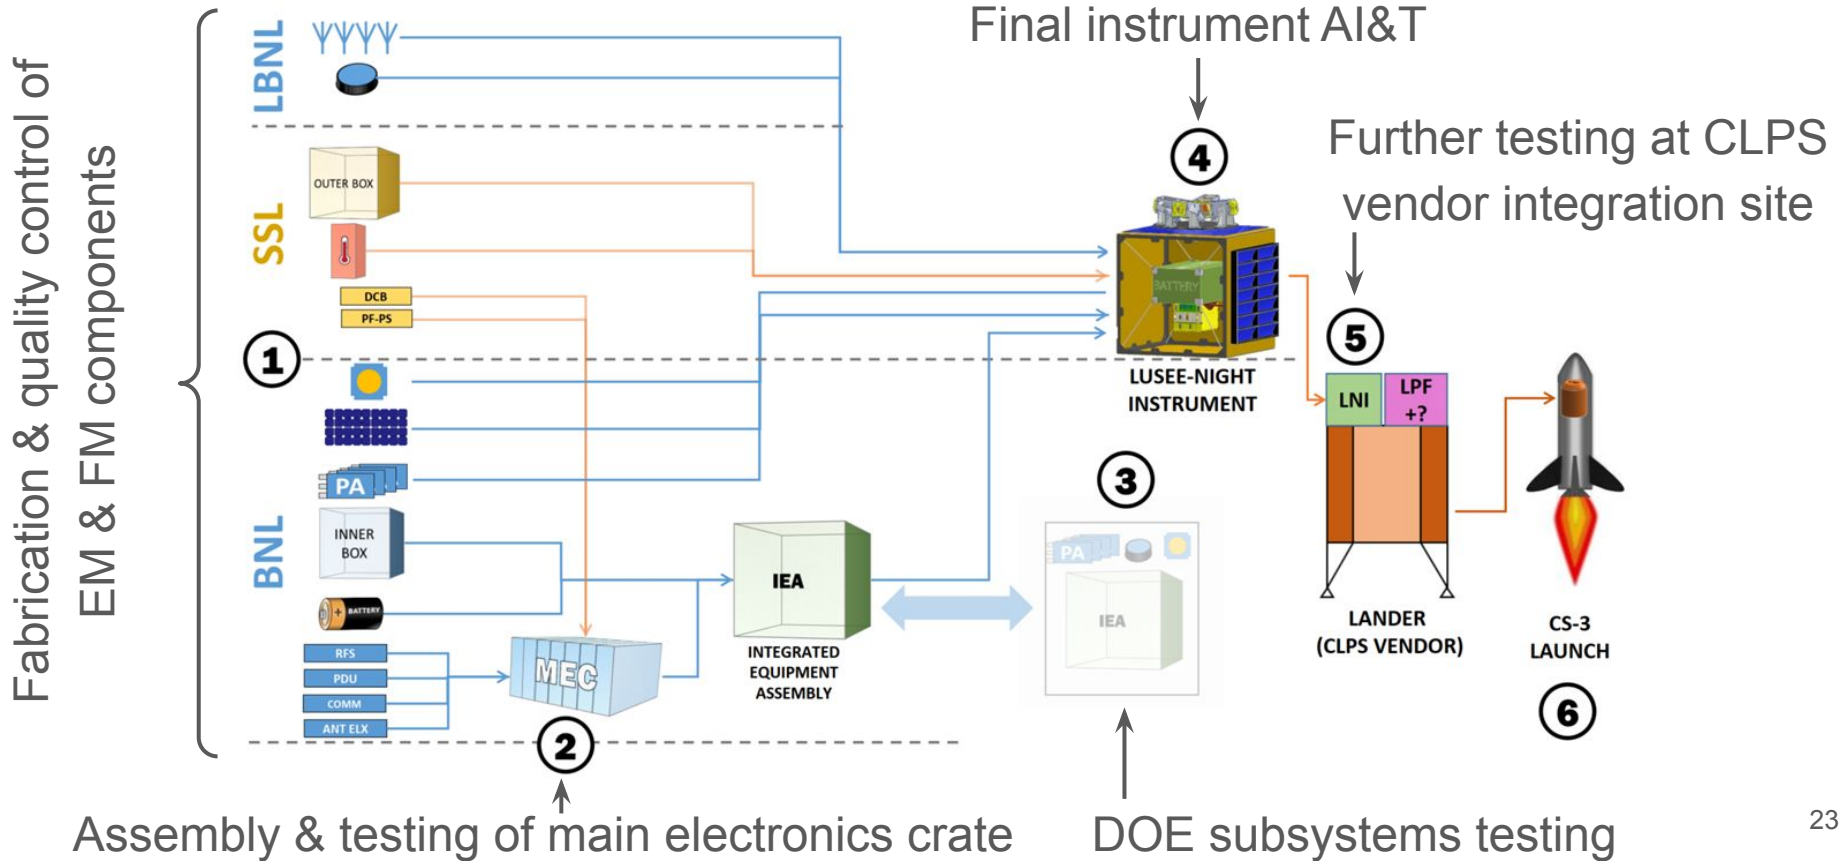 Fabrication & quality control of
EM & FM components
LBNL
SSL
BNL
OUTER BOX
DCB
PF-PS
1
PA
INNER
BOX
+ BATTERY
RFS
PDU
COMM
ANT ELX
MEC
2
Assembly & testing of main electronics crate
IEA
INTEGRATED
EQUIPMENT
ASSEMBLY
3
PA
IEA
DOE subsystems testing
Final instrument AI&T
4
BATTERY
LUSEE-NIGHT
INSTRUMENT
Further testing at CLPS
vendor integration site
5
LNI
LPF
+?
LANDER
(CLPS VENDOR)
CS-3
LAUNCH
6
23